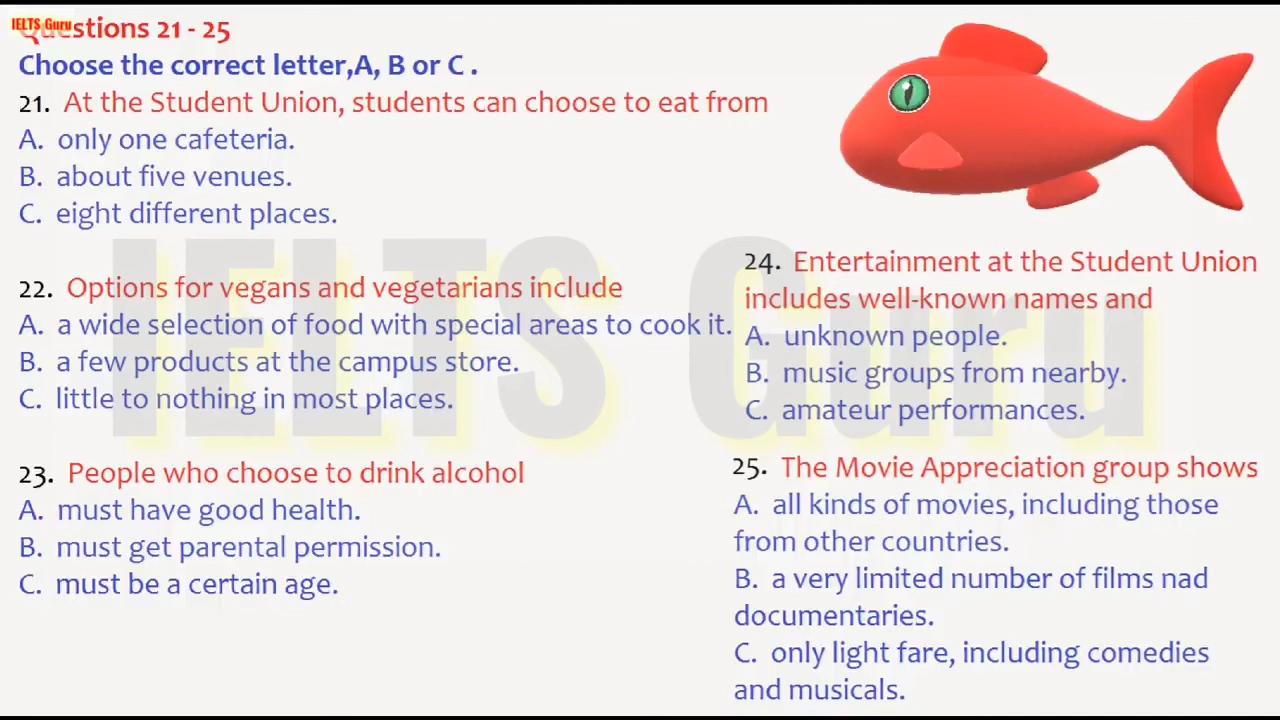 IELTS Guru
Questions 21 - 25
Choose the correct letter,A, B or C .
21. At the Student Union, students can choose to eat from
A. only one cafeteria.
B. about five venues.
C. eight different places.
22. Options for vegans and vegetarians include
A. a wide selection of food with special areas to cook it.
B. a few products at the campus store.
C. little to nothing in most places.
23. People who choose to drink alcohol
A. must have good health.
B. must get parental permission.
C. must be a certain age.
24. Entertainment at the Student Union
includes well-known names and
A. unknown people.
B. music groups from nearby.
C. amateur performances.
25. The Movie Appreciation group shows
A. all kinds of movies, including those
from other countries.
B. a very limited number of films nad
documentaries.
C. only light fare, including comedies
and musicals.
IELTS Guru